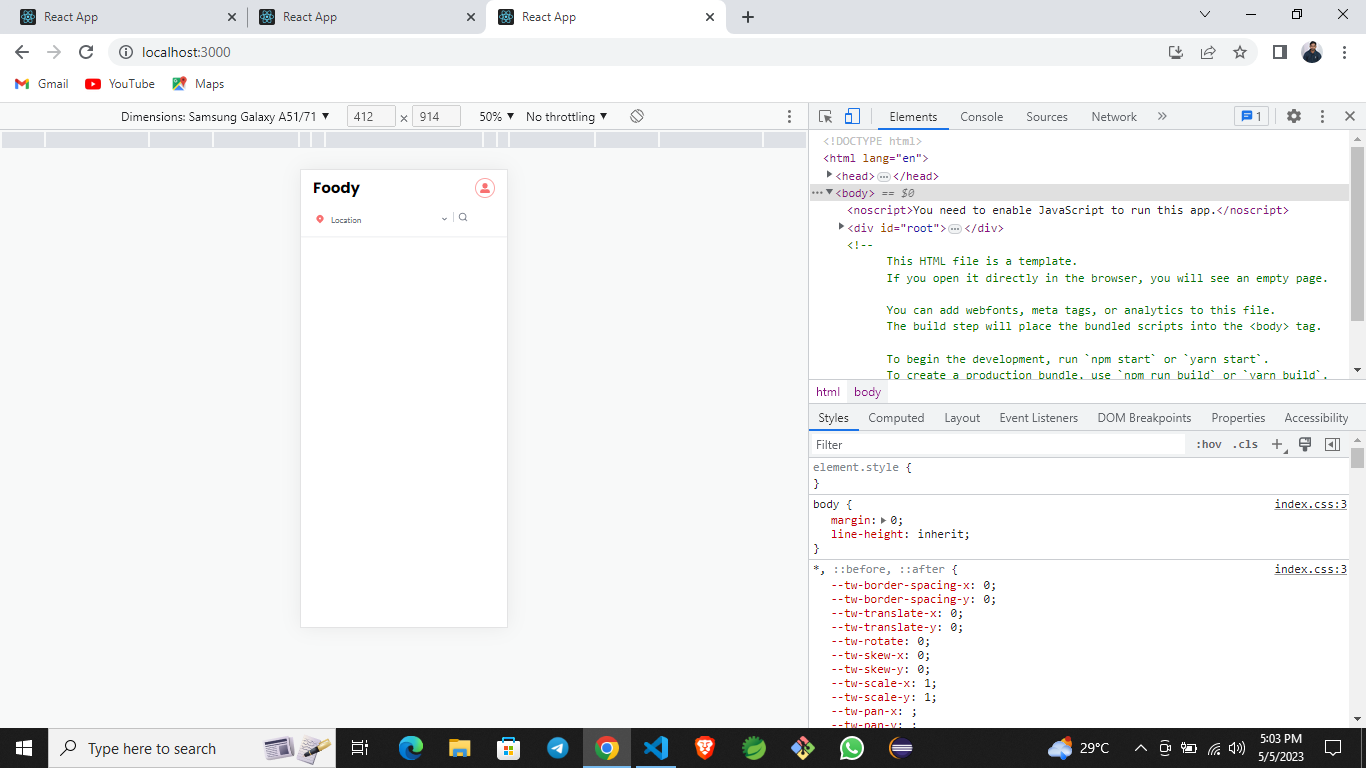 React App
React App
React App
localhost:3000
Gmail
YouTube
Maps
Dimensions: Samsung Galaxy A51/71 ▼ 412 × 914 50% ▼ No throttling ▼
Elements Console Sources Network » 1
Foody
Location
<!DOCTYPE html>
<html lang="en">
<head>…</head>
<body> == $0
<noscript>You need to enable JavaScript to run this app.</noscript>
<div id="root">…</div>
<!--
This HTML file is a template.
If you open it directly in the browser, you will see an empty page.
You can add webfonts, meta tags, or analytics to this file.
The build step will place the bundled scripts into the <body> tag.
To begin the development, run `npm start` or `yarn start`.
To create a production bundle, use `npm run build` or `yarn build`.
html body
Styles Computed Layout Event Listeners DOM Breakpoints Properties Accessibility
Filter :hov .cls +
element.style {
}
body { index.css:3
margin: 0;
line-height: inherit;
}
*, ::before, ::after { index.css:3
--tw-border-spacing-x: 0;
--tw-border-spacing-y: 0;
--tw-translate-x: 0;
--tw-translate-y: 0;
--tw-rotate: 0;
--tw-skew-x: 0;
--tw-skew-y: 0;
--tw-scale-x: 1;
--tw-scale-y: 1;
--tw-pan-x: ;
--tw-pan-y: ;
Type here to search
29°C
5:03 PM
5/5/2023